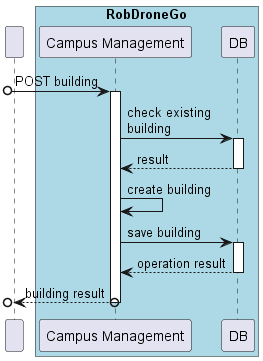 RobDroneGo
Campus Management
DB
POST building
check existing
building
result
create building
save building
operation result
building result
Campus Management
DB